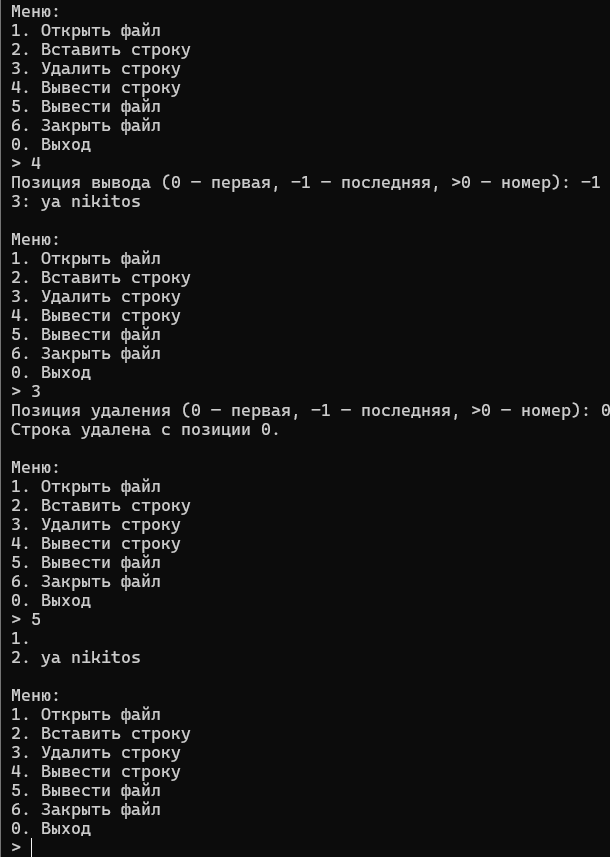 Меню:
1. Открыть файл
2. Вставить строку
3. Удалить строку
4. Вывести строку
5. Вывести файл
6. Закрыть файл
0. Выход
> 4
Позиция вывода (0 — первая, -1 — последняя, >0 — номер): -1
3: ya nikitos
Меню:
1. Открыть файл
2. Вставить строку
3. Удалить строку
4. Вывести строку
5. Вывести файл
6. Закрыть файл
0. Выход
> 3
Позиция удаления (0 — первая, -1 — последняя, >0 — номер): 0
Строка удалена с позиции 0.
Меню:
1. Открыть файл
2. Вставить строку
3. Удалить строку
4. Вывести строку
5. Вывести файл
6. Закрыть файл
0. Выход
> 5
1.
2. ya nikitos
Меню:
1. Открыть файл
2. Вставить строку
3. Удалить строку
4. Вывести строку
5. Вывести файл
6. Закрыть файл
0. Выход
>